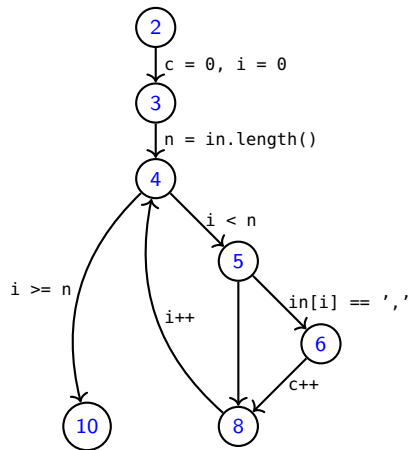 2
c = 0, i = 0
3
n = in.length()
4
i < n
5
i >= n
in[i] == ’,’
i++
6
c++
10
8